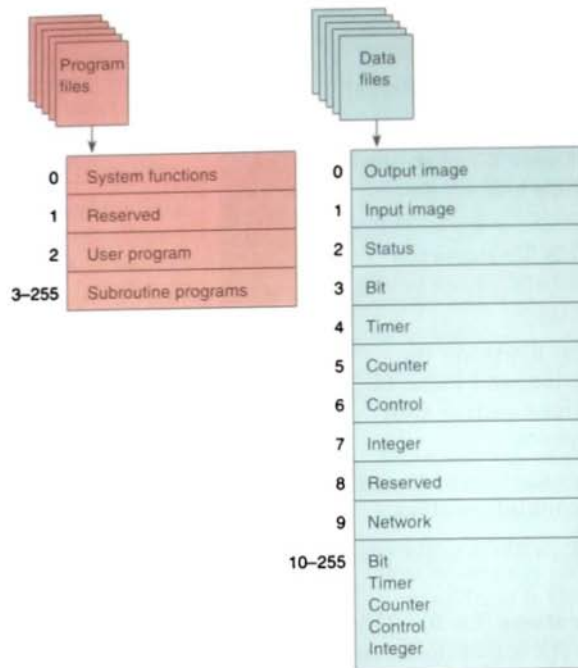 Program
files
0 System functions
1 Reserved
2 User program
3–255 Subroutine programs
Data
files
0 Output image
1 Input image
2 Status
3 Bit
4 Timer
5 Counter
6 Control
7 Integer
8 Reserved
9 Network
10–255 Bit
Timer
Counter
Control
Integer